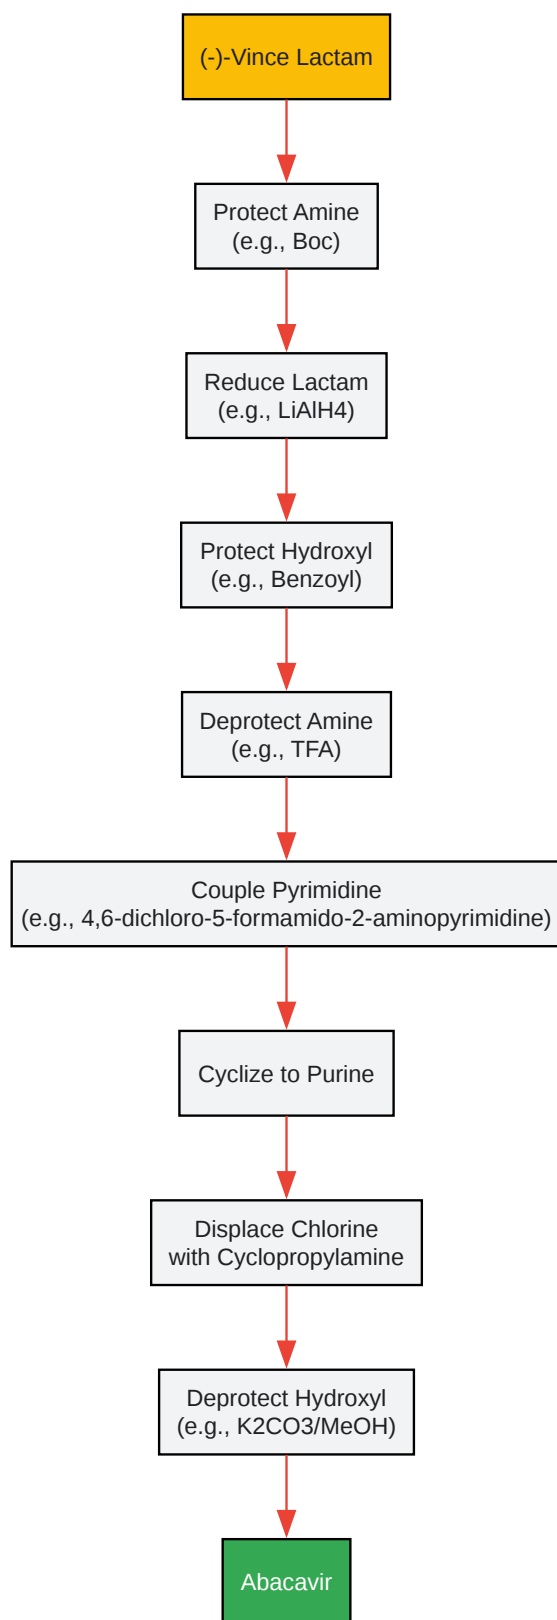 (-)-Vince Lactam
Protect Amine
(e.g., Boc)
Reduce Lactam
(e.g., LiAlH4)
Protect Hydroxyl
(e.g., Benzoyl)
Deprotect Amine
(e.g., TFA)
Couple Pyrimidine
(e.g., 4,6-dichloro-5-formamido-2-aminopyrimidine)
Cyclize to Purine
Displace Chlorine
with Cyclopropylamine
Deprotect Hydroxyl
(e.g., K2CO3/MeOH)
Abacavir